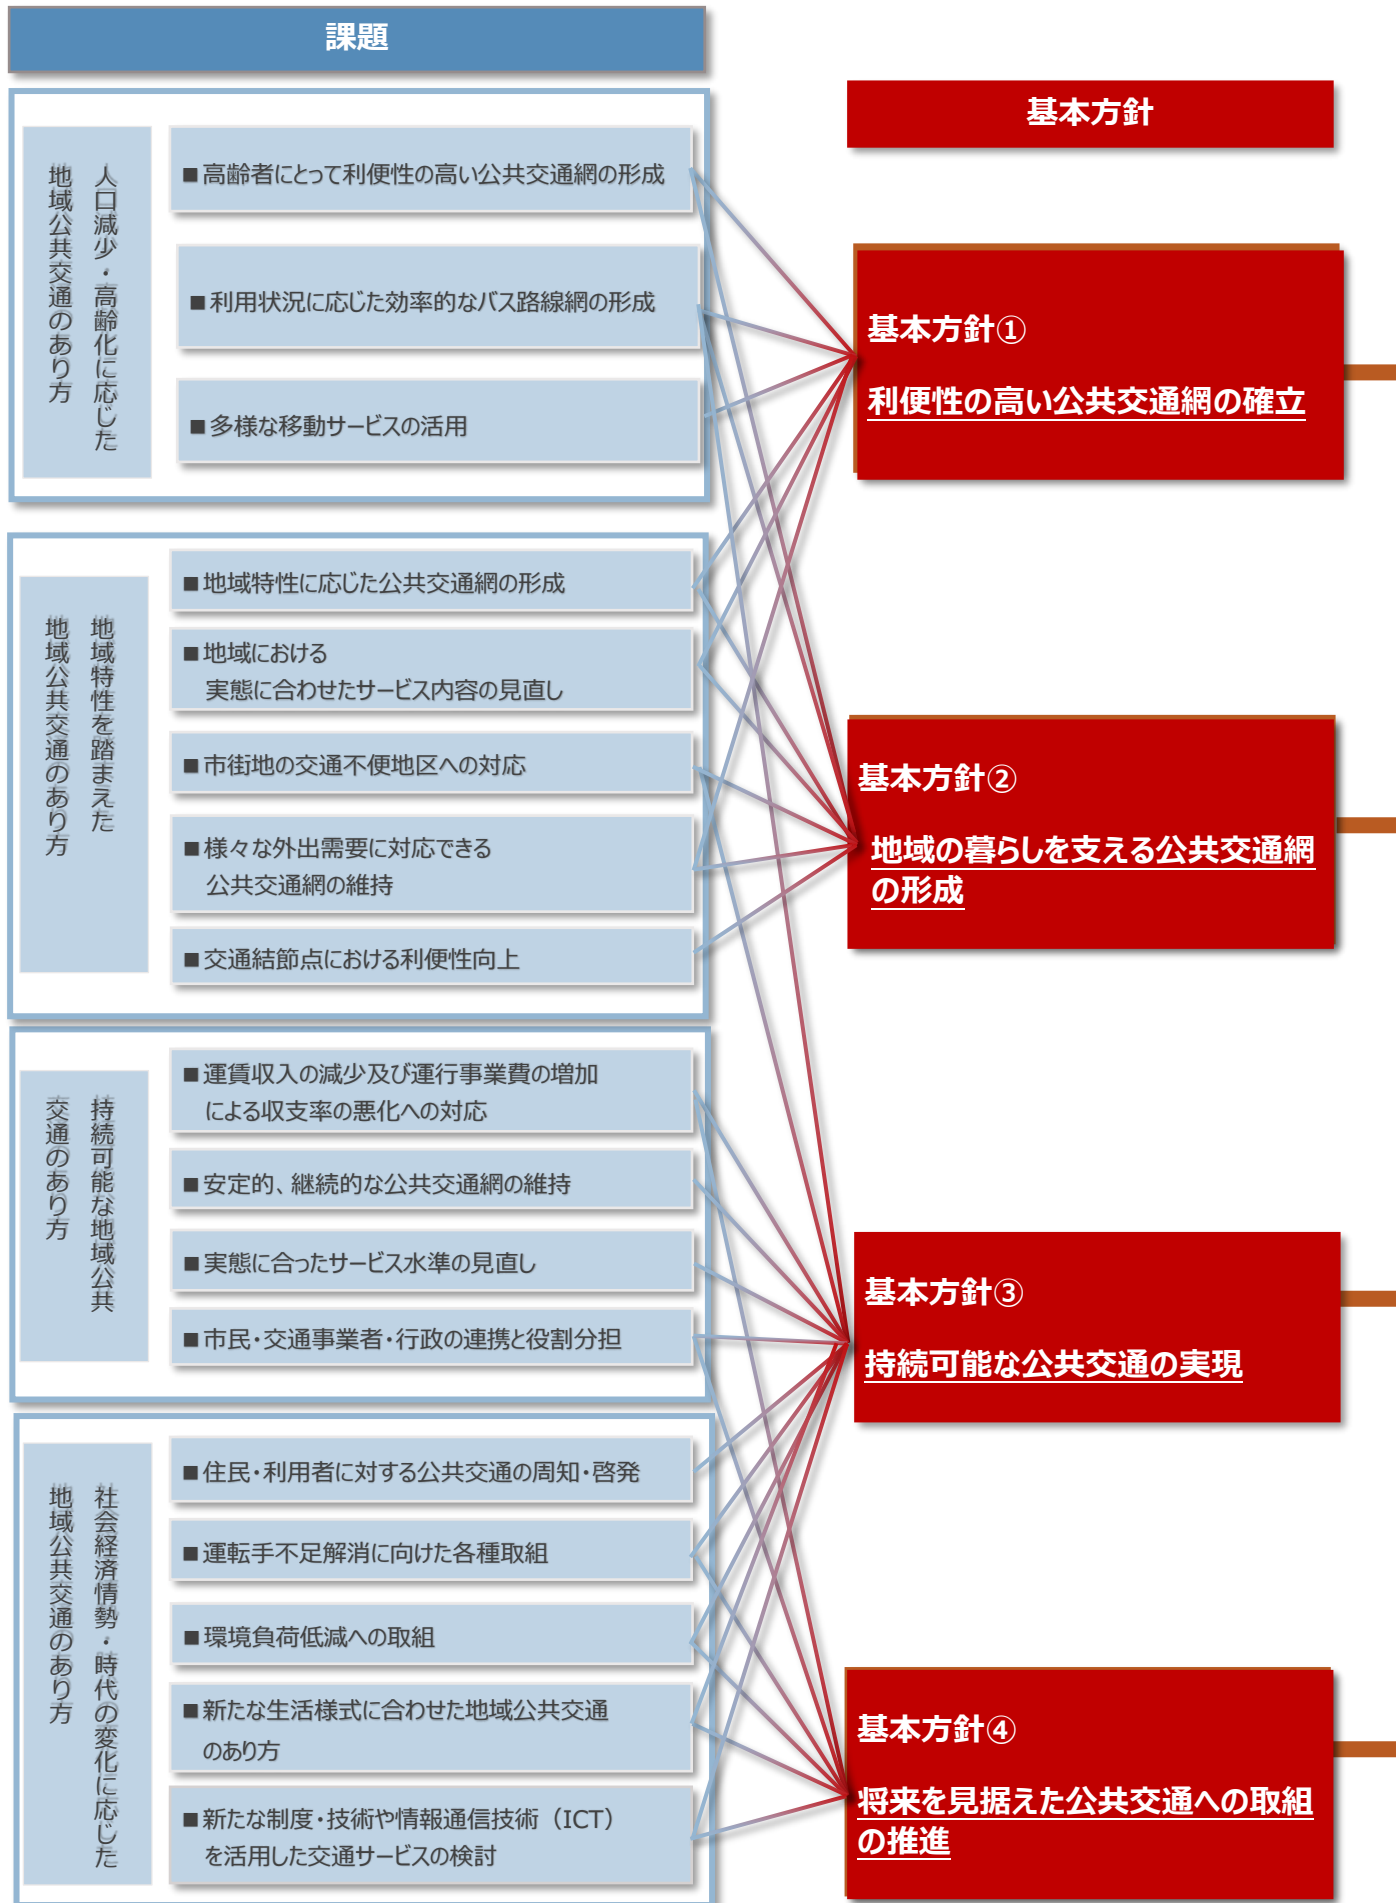 課題
人口減少・高齢化に応じた
地域公共交通のあり方
■高齢者にとって利便性の高い公共交通網の形成
■利用状況に応じた効率的なバス路線網の形成
■多様な移動サービスの活用
地域特性を踏まえた
地域公共交通のあり方
■地域特性に応じた公共交通網の形成
■地域における
実態に合わせたサービス内容の見直し
■市街地の交通不便地区への対応
■様々な外出需要に対応できる
公共交通網の維持
■交通結節点における利便性向上
持続可能な地域公共
交通のあり方
■運賃収入の減少及び運行事業費の増加
による収支率の悪化への対応
■安定的、継続的な公共交通網の維持
■実態に合ったサービス水準の見直し
■市民・交通事業者・行政の連携と役割分担
社会経済情勢・時代の変化に応じた
地域公共交通のあり方
■住民・利用者に対する公共交通の周知・啓発
■運転手不足解消に向けた各種取組
■環境負荷低減への取組
■新たな生活様式に合わせた地域公共交通
のあり方
■新たな制度・技術や情報通信技術（ICT）
を活用した交通サービスの検討
基本方針
基本方針①
利便性の高い公共交通網の確立
基本方針②
地域の暮らしを支える公共交通網
の形成
基本方針③
持続可能な公共交通の実現
基本方針④
将来を見据えた公共交通への取組
の推進